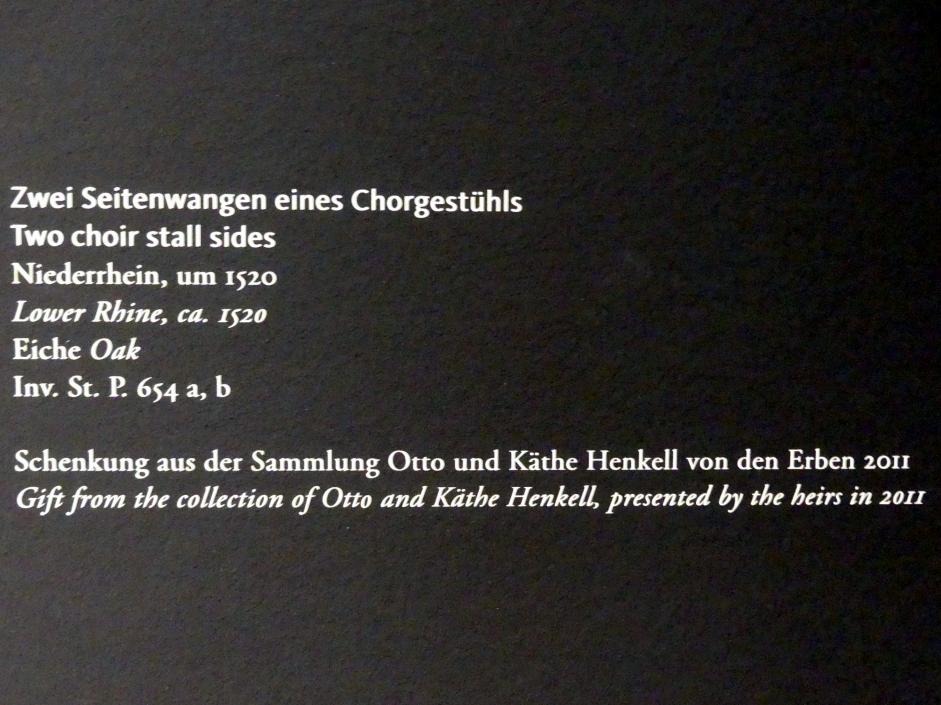 Zwei Seitenwangen eines Chorgestühls
Two choir stall sides
Niederrhein, um 1520
Lower Rhine, ca. 1520
Eiche Oak
Inv. St. P. 654 a, b
Schenkung aus der Sammlung Otto und Käthe Henkell von den Erben 2011
Gift from the collection of Otto and Käthe Henkell, presented by the heirs in 2011